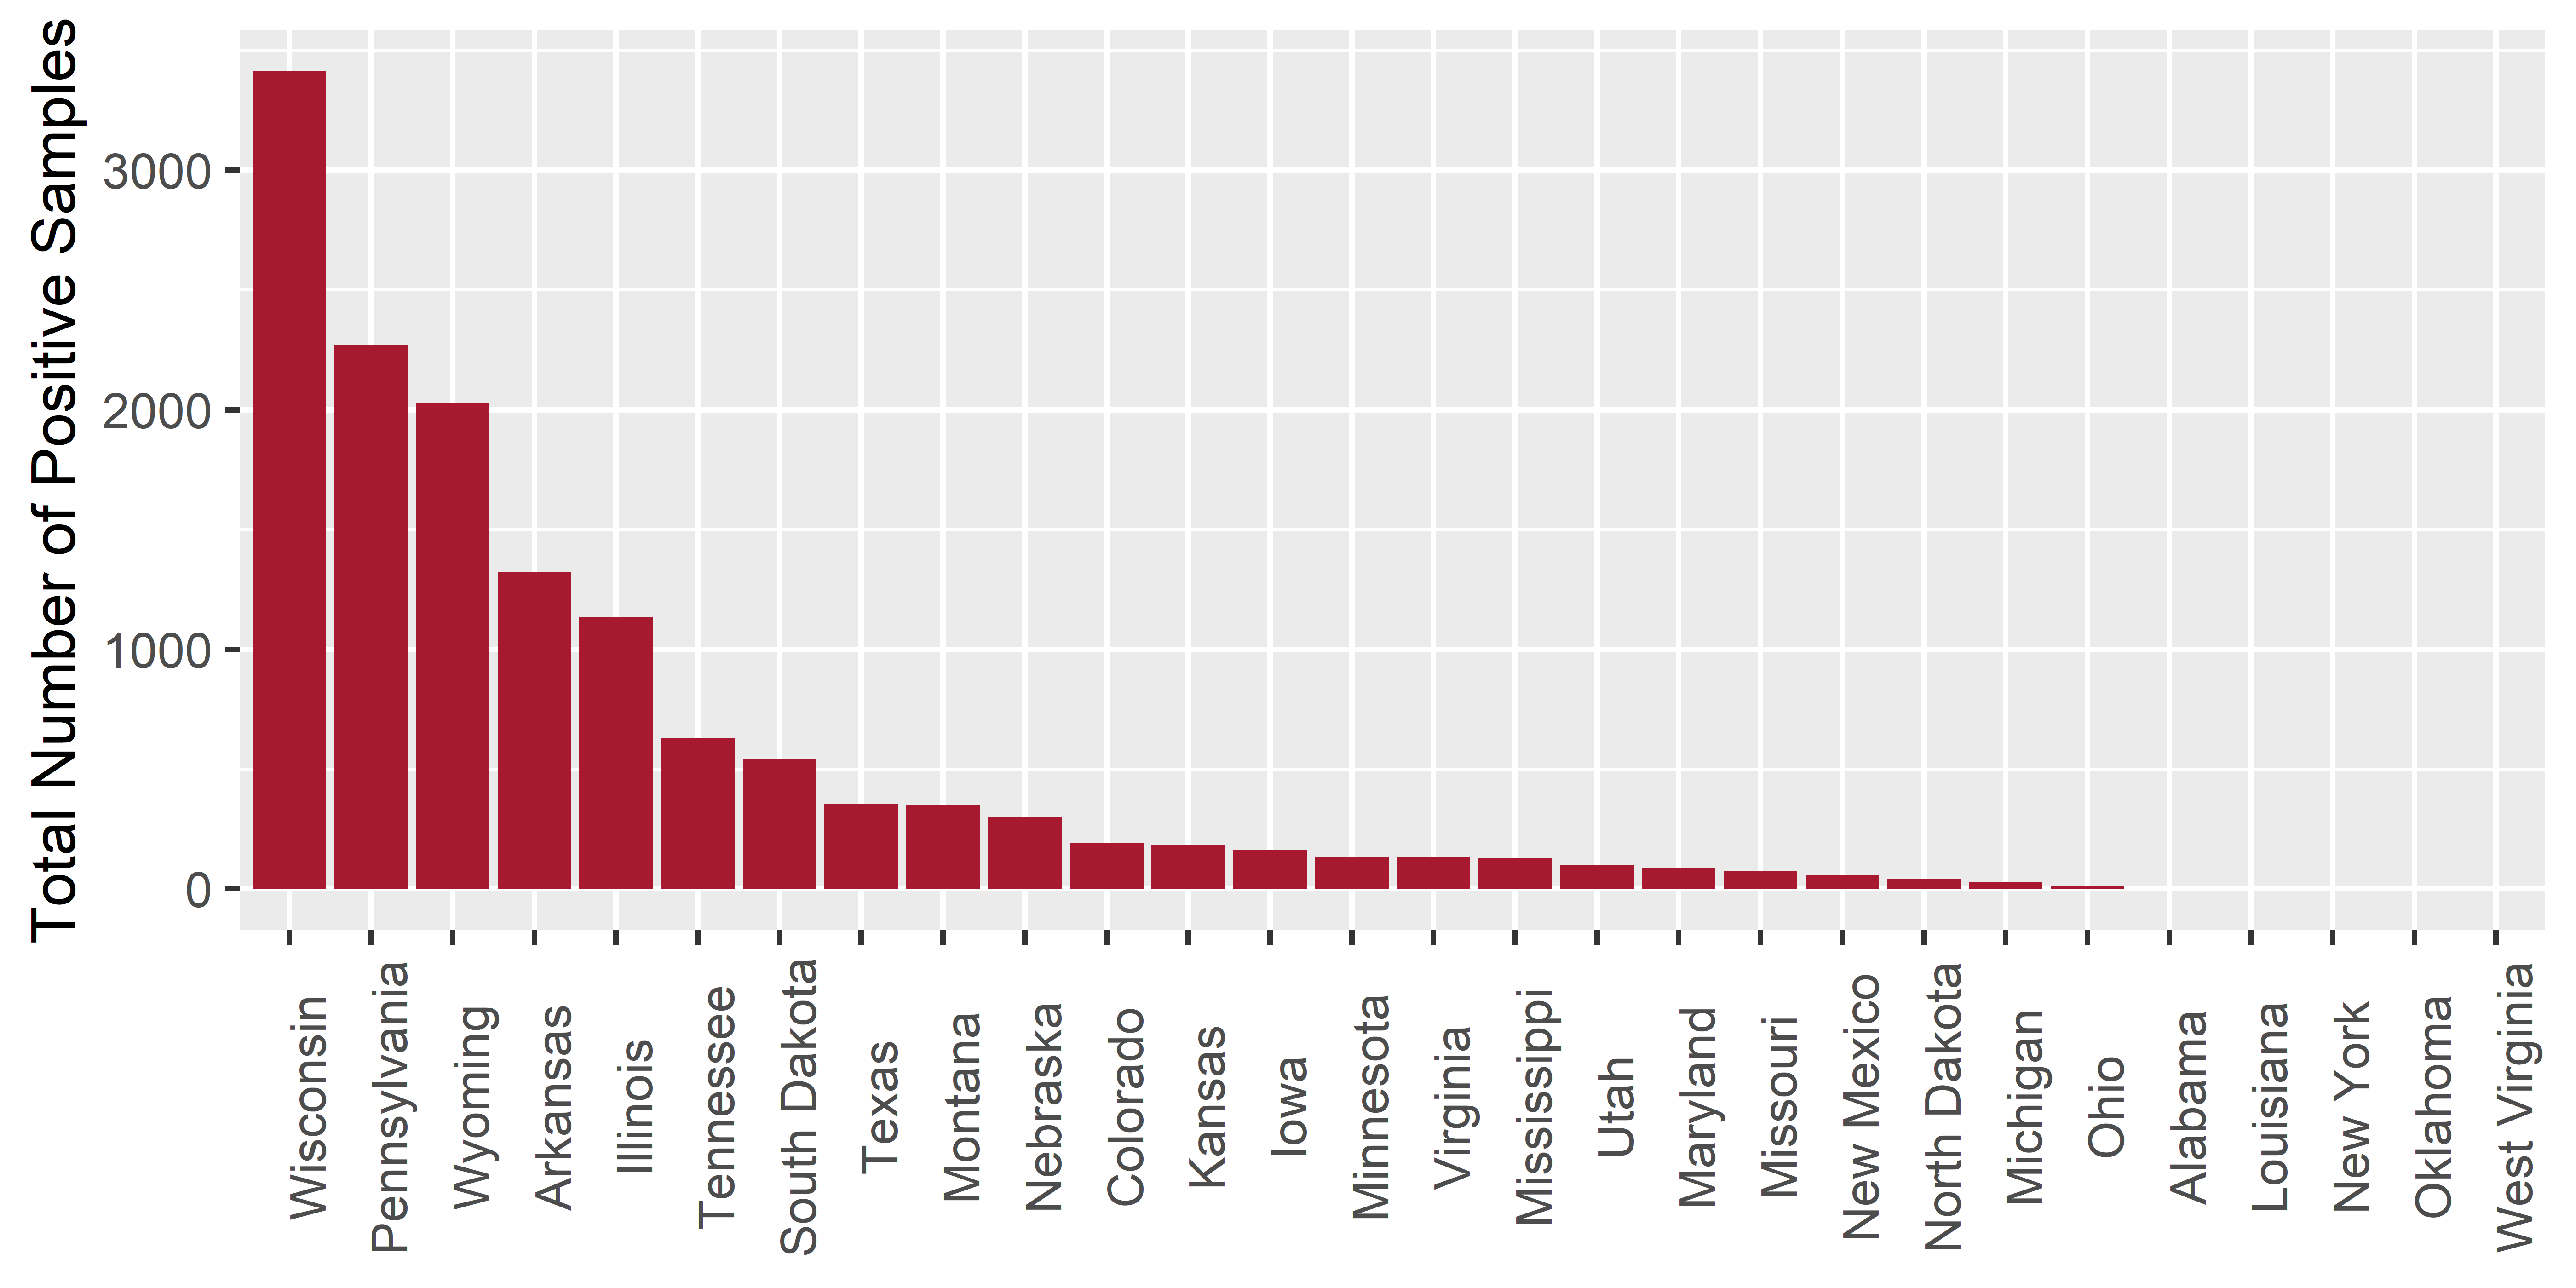 Total Number of Positive Samples
3000
2000
1000
0
Wisconsin
Pennsylvania
Wyoming
Arkansas
Illinois
Tennessee
South Dakota
Texas
Montana
Nebraska
Colorado
Kansas
Iowa
Minnesota
Virginia
Mississippi
Utah
Maryland
Missouri
New Mexico
North Dakota
Michigan
Ohio
Alabama
Louisiana
New York
Oklahoma
West Virginia